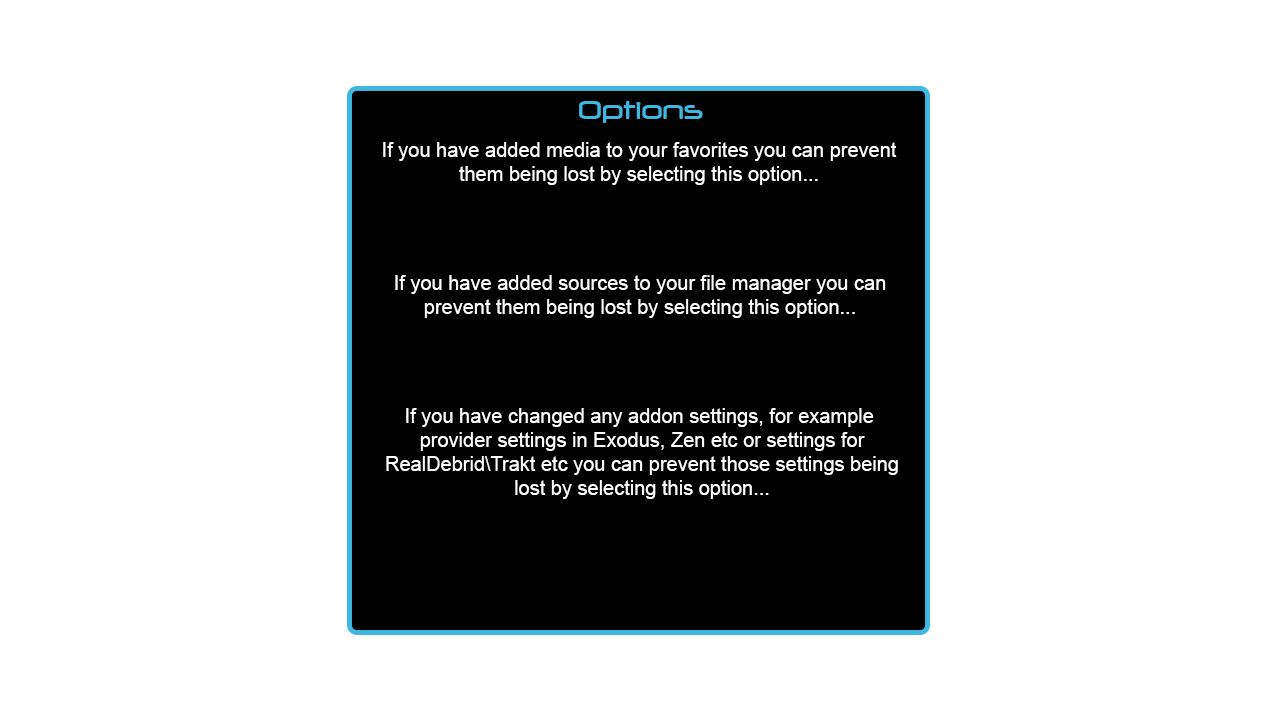 Options
If you have added media to your favorites you can prevent
them being lost by selecting this option...
If you have added sources to your file manager you can
prevent them being lost by selecting this option...
If you have changed any addon settings, for example
provider settings in Exodus, Zen etc or settings for
RealDebrid\Trakt etc you can prevent those settings being
lost by selecting this option...